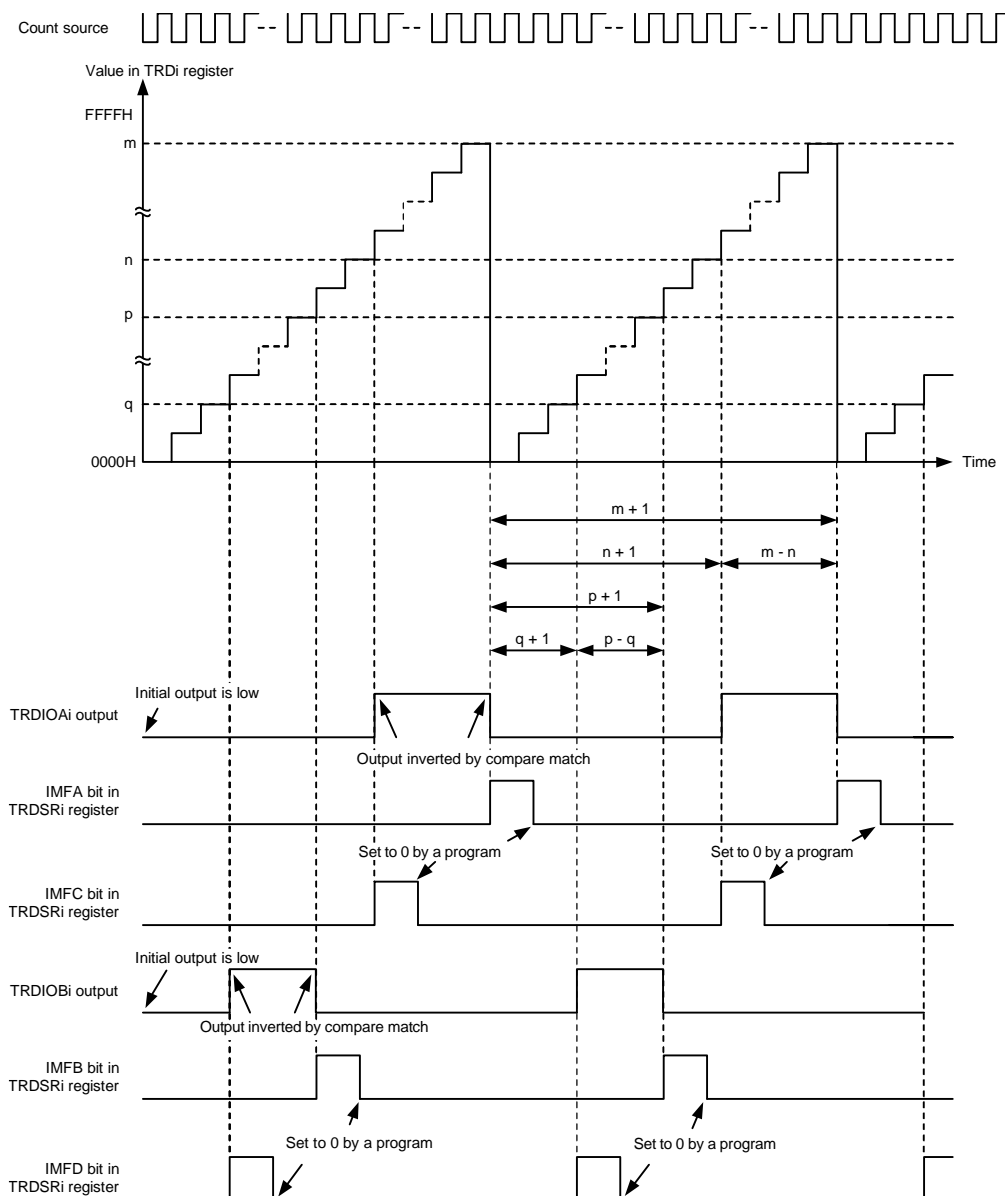 Count source
Value in TRDi register
FFFFH
m
n
p
q
0000H
Time
m + 1
n + 1
m - n
p + 1
q + 1
p - q
Initial output is low
TRDIOAi output
Output inverted by compare match
IMFA bit in
TRDSRi register
Set to 0 by a program
Set to 0 by a program
IMFC bit in
TRDSRi register
Initial output is low
TRDIOBi output
Output inverted by compare match
IMFB bit in
TRDSRi register
Set to 0 by a program
Set to 0 by a program
IMFD bit in
TRDSRi register